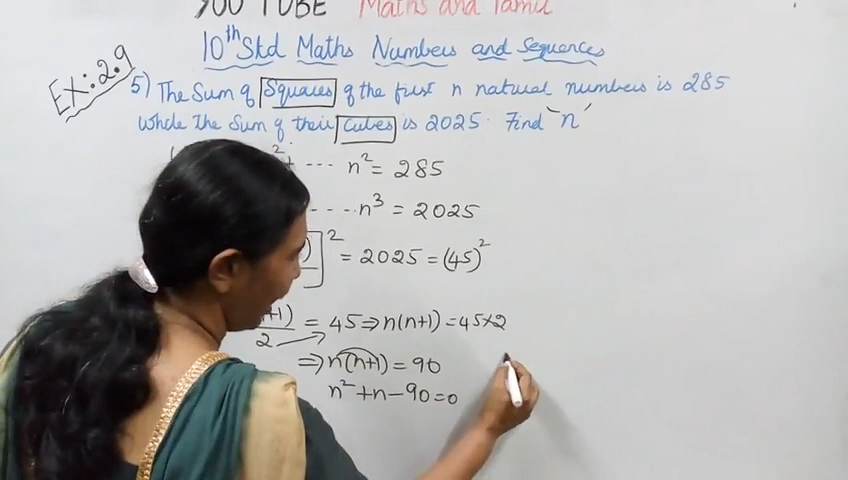 YOU TUBE Maths and Tamil
10th Std Maths Numbers and Sequences
Ex: 2.9
5) The Sum of Squares of the first n natural numbers is 285
while the sum of their cubes is 2025. Find 'n'
2 + ... n² = 285
... n³ = 2025
)]² = 2025 = (45)²
n+1)/2 = 45 ⇒ n(n+1) = 45×2
⇒ n(n+1) = 90
n² + n - 90 = 0